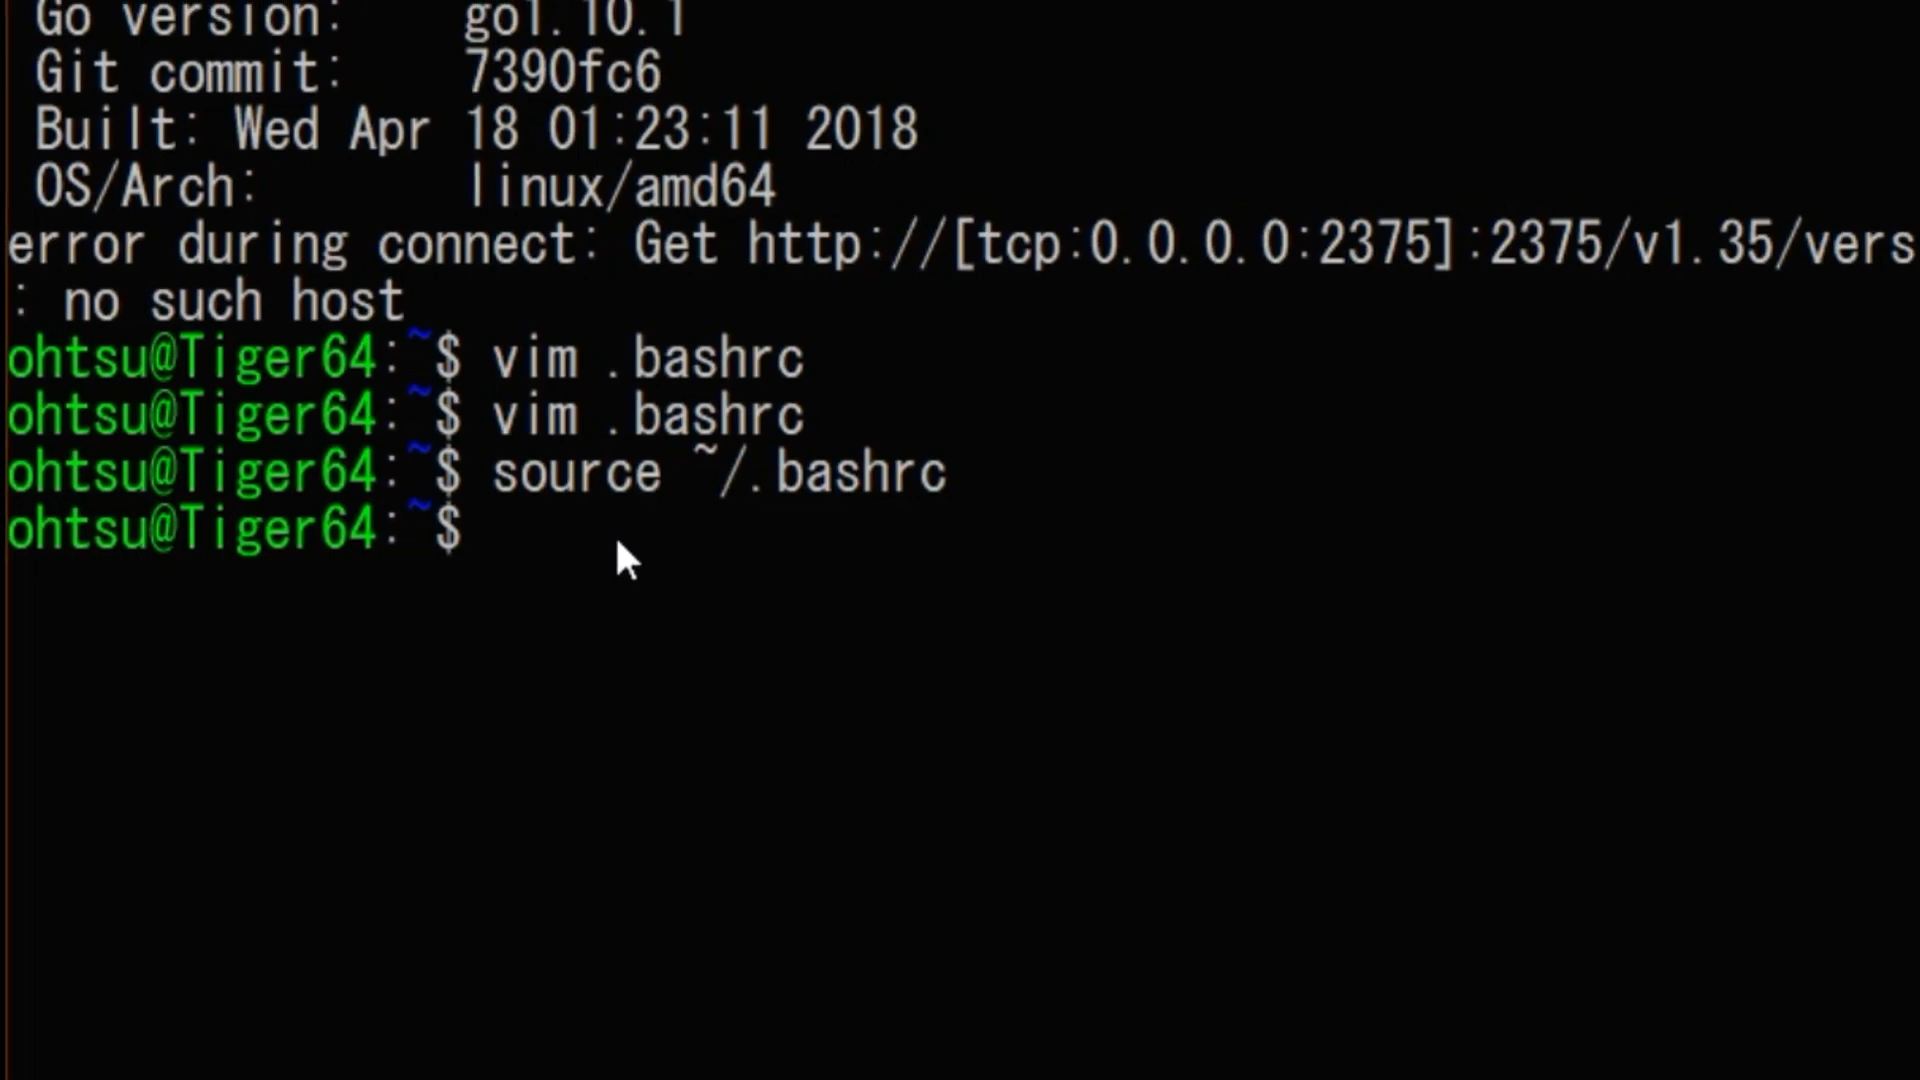 Go version: go1.10.1
Git commit: 7390fc6
Built: Wed Apr 18 01:23:11 2018
OS/Arch: linux/amd64
error during connect: Get http://[tcp:0.0.0.0:2375]:2375/v1.35/vers
: no such host
ohtsu@Tiger64:~$ vim .bashrc
ohtsu@Tiger64:~$ vim .bashrc
ohtsu@Tiger64:~$ source ~/.bashrc
ohtsu@Tiger64:~$